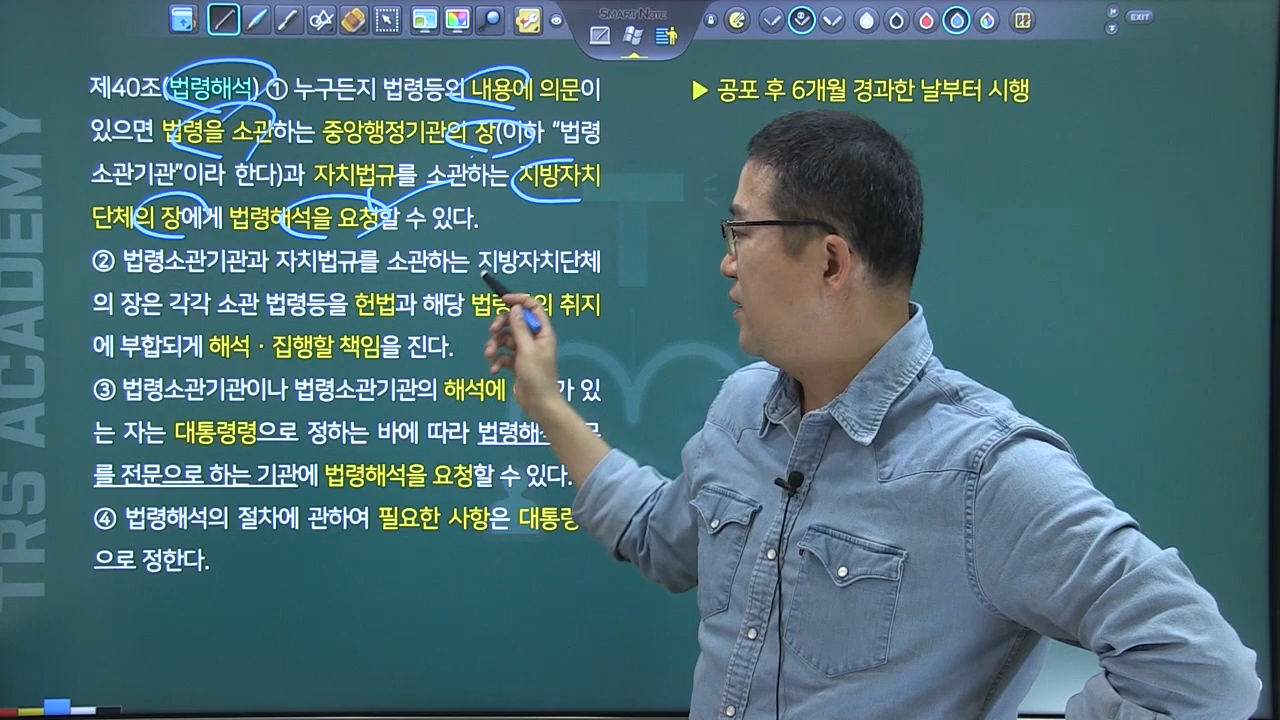 SMART NOTE
EXIT
제40조(법령해석) ① 누구든지 법령등의 내용에 의문이
있으면 법령을 소관하는 중앙행정기관의 장(이하 “법령
소관기관”이라 한다)과 자치법규를 소관하는 지방자치
단체의 장에게 법령해석을 요청할 수 있다.
② 법령소관기관과 자치법규를 소관하는 지방자치단체
의 장은 각각 소관 법령등을 헌법과 해당 법령등의 취지
에 부합되게 해석 · 집행할 책임을 진다.
③ 법령소관기관이나 법령소관기관의 해석에 가 있
는 자는 대통령령으로 정하는 바에 따라 법령해석
를 전문으로 하는 기관에 법령해석을 요청할 수 있다.
④ 법령해석의 절차에 관하여 필요한 사항은 대통령
으로 정한다.
▶ 공포 후 6개월 경과한 날부터 시행
TRS ACADEMY